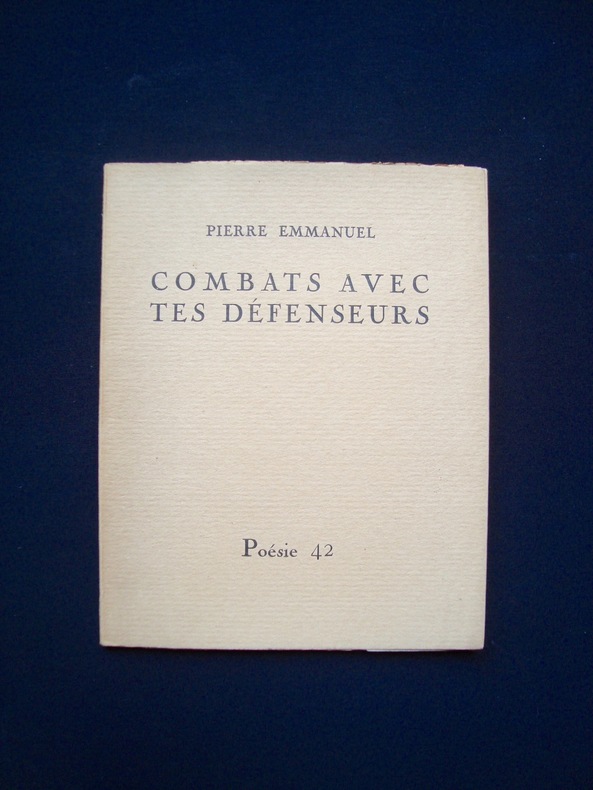 PIERRE EMMANUEL
COMBATS AVEC
TES DÉFENSEURS
Poésie 42